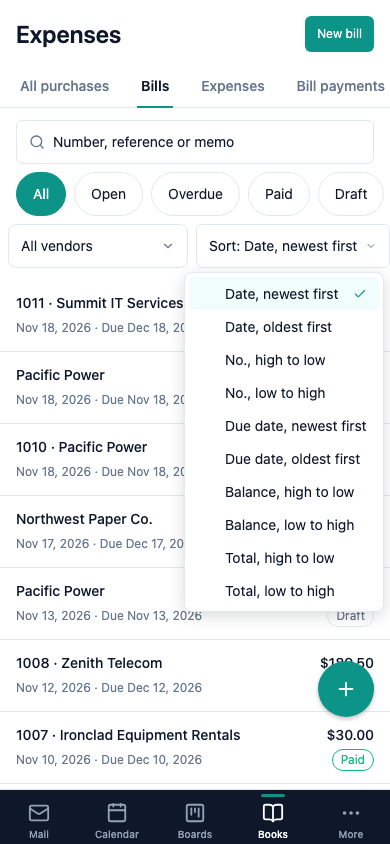 Expenses
New bill
All purchases Bills Expenses Bill payments
Number, reference or memo
All Open Overdue Paid Draft
All vendors Sort: Date, newest first
1011 · Summit IT Services
Nov 18, 2026 · Due Dec 18, 20
Pacific Power
Nov 18, 2026 · Due Nov 18, 20
1010 · Pacific Power
Nov 18, 2026 · Due Nov 18, 20
Northwest Paper Co.
Nov 17, 2026 · Due Dec 17, 20
Date, newest first
Date, oldest first
No., high to low
No., low to high
Due date, newest first
Due date, oldest first
Balance, high to low
Balance, low to high
Total, high to low
Total, low to high
Pacific Power
Nov 13, 2026 · Due Nov 13, 2026
Draft
1008 · Zenith Telecom
Nov 12, 2026 · Due Dec 12, 2026
1007 · Ironclad Equipment Rentals
$30.00
Nov 10, 2026 · Due Dec 10, 2026
Paid
Mail Calendar Boards Books More